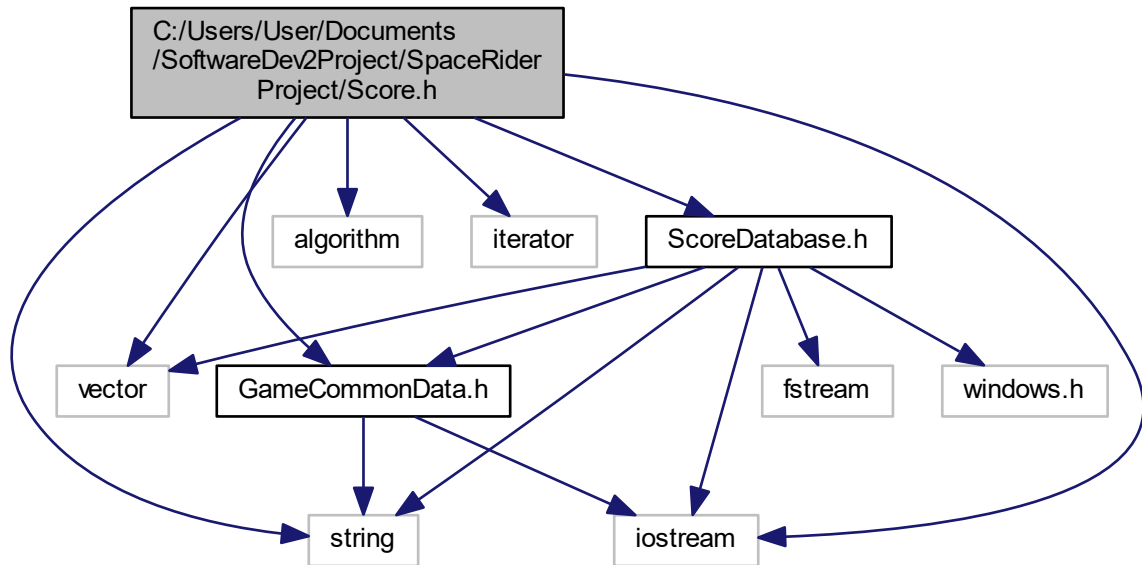 C:/Users/User/Documents
/SoftwareDev2Project/SpaceRider
Project/Score.h
algorithm
iterator
ScoreDatabase.h
vector
GameCommonData.h
fstream
windows.h
string
iostream